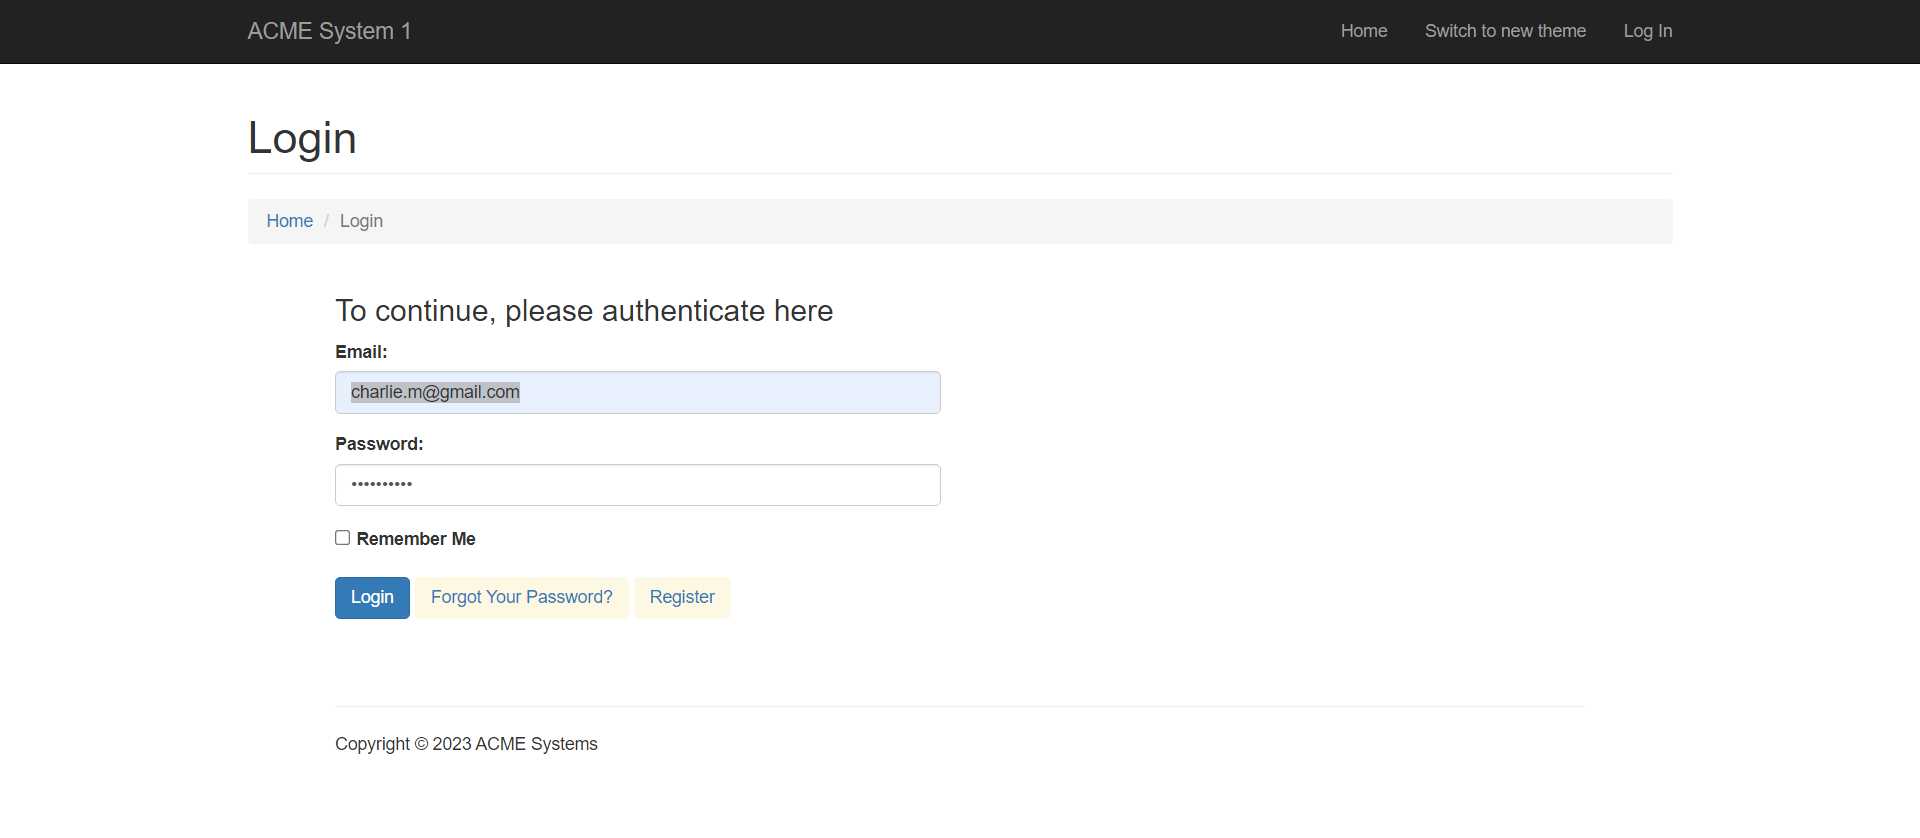 ACME System 1 Home Switch to new theme Log In
Login
Home / Login
To continue, please authenticate here
Email:
charlie.m@gmail.com
Password:
••••••••••
Remember Me
Login Forgot Your Password? Register
Copyright © 2023 ACME Systems